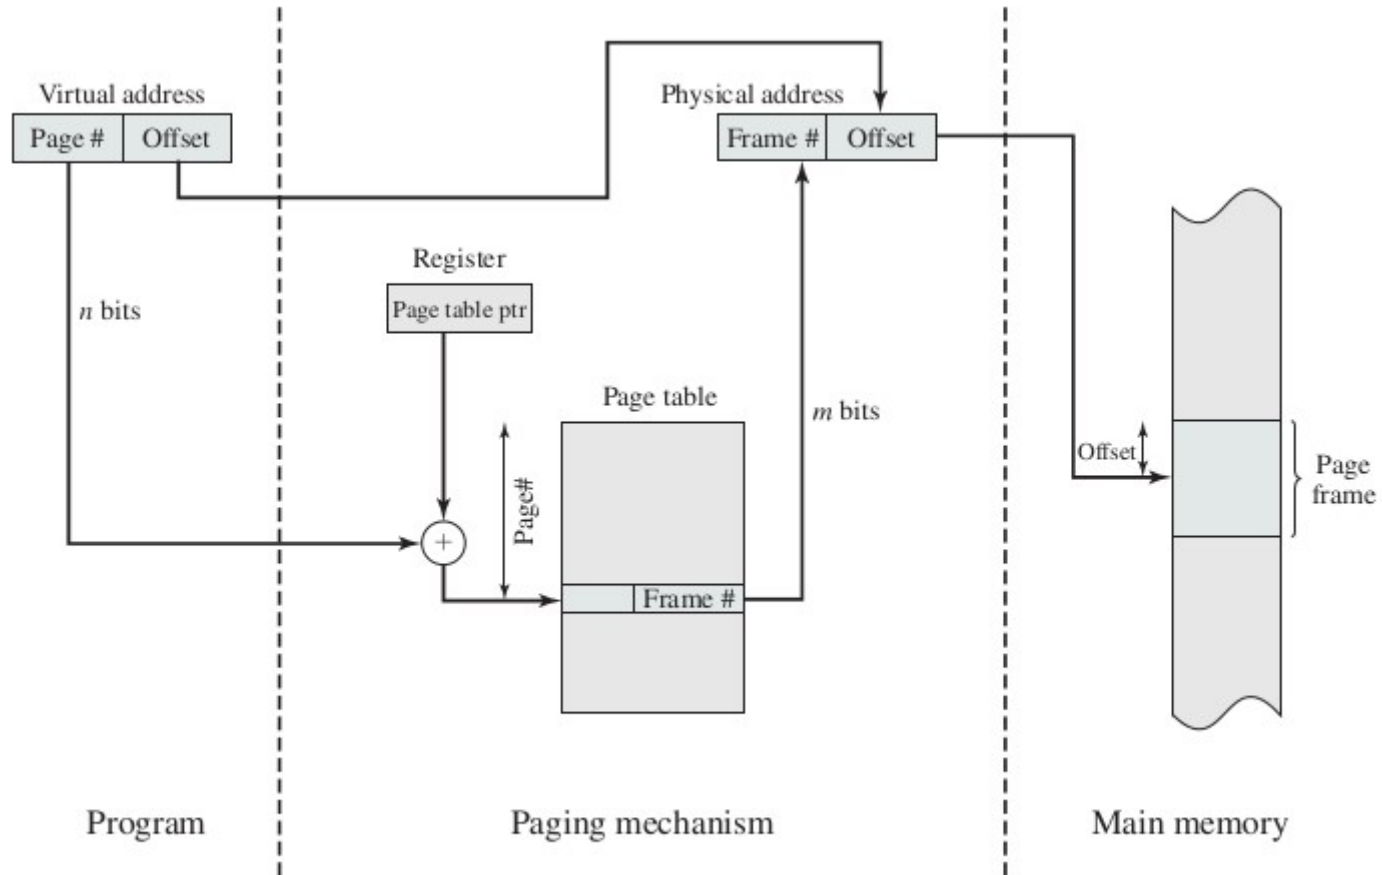 Virtual address
Page #
Offset
Physical address
Frame #
Offset
Register
n bits
Page table ptr
Page table
m bits
Page#
Frame #
+
Offset
Page
frame
Program
Paging mechanism
Main memory